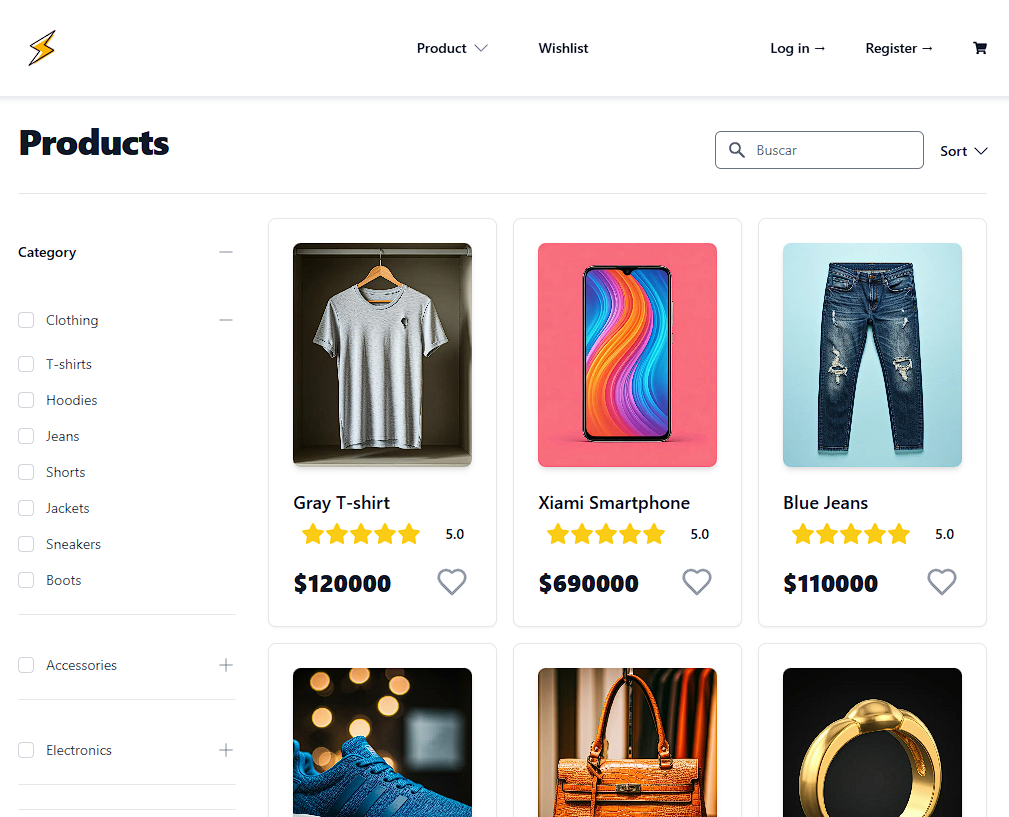 Product
Wishlist
Log in →
Register →
Products
Buscar
Sort
Category
Clothing
T-shirts
Hoodies
Jeans
Shorts
Jackets
Sneakers
Boots
Accessories
Electronics
Gray T-shirt
5.0
$120000
Xiami Smartphone
5.0
$690000
Blue Jeans
5.0
$110000